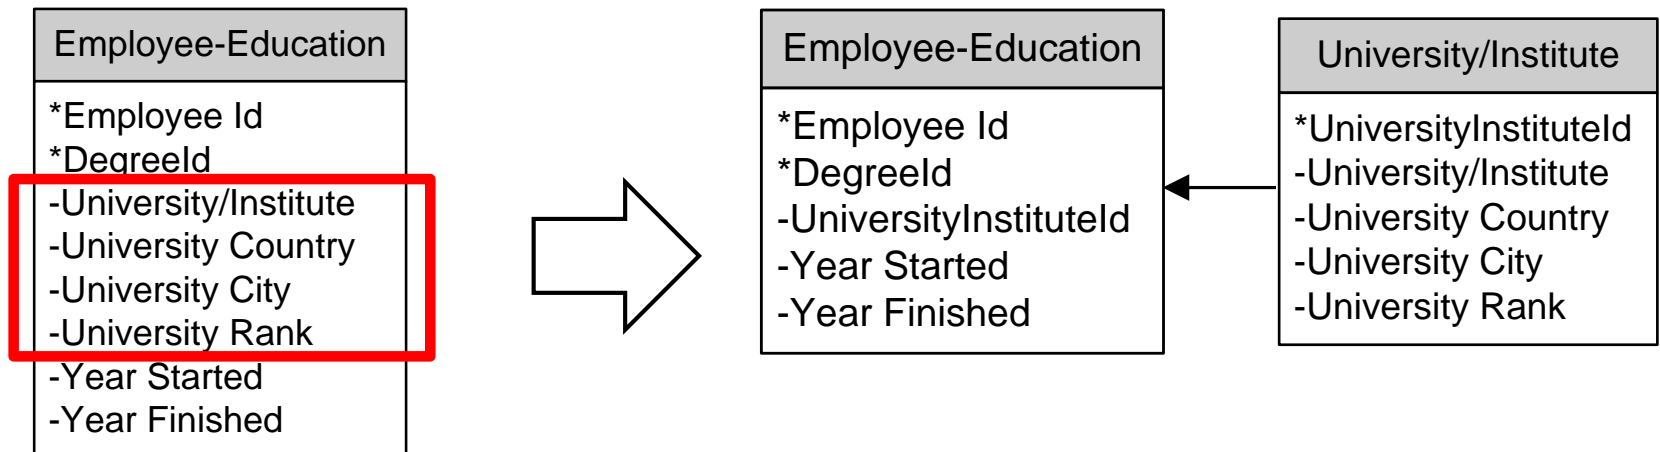 Employee-Education
*Employee Id
*DegreeId
-University/Institute
-University Country
-University City
-University Rank
-Year Started
-Year Finished
Employee-Education
*Employee Id
*DegreeId
-UniversityInstituteId
-Year Started
-Year Finished
University/Institute
*UniversityInstituteId
-University/Institute
-University Country
-University City
-University Rank